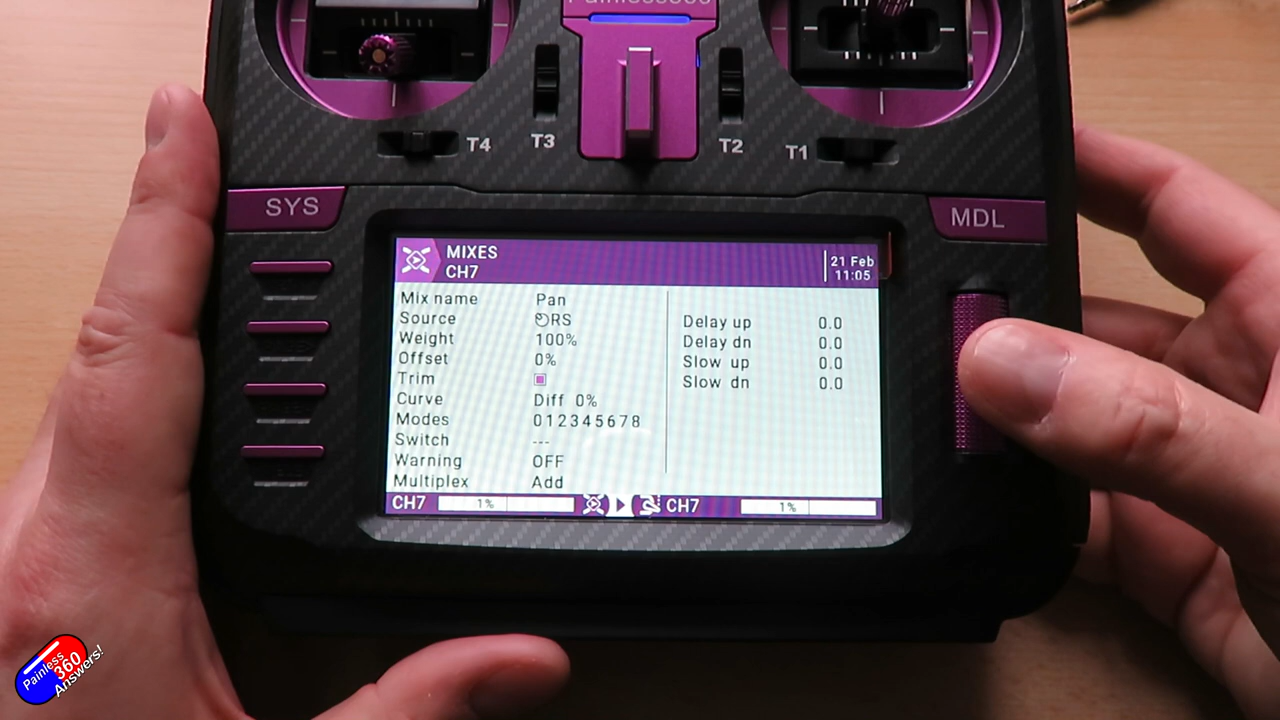 Painless360
T4
T3
T2
T1
SYS
MDL
MIXES
CH7
21 Feb
11:05
Mix name Pan
Source RS
Weight 100%
Offset 0%
Trim
Curve Diff 0%
Modes 012345678
Switch ---
Warning OFF
Multiplex Add
Delay up 0.0
Delay dn 0.0
Slow up 0.0
Slow dn 0.0
CH7 1% CH7 1%
Painless
360
Answers!